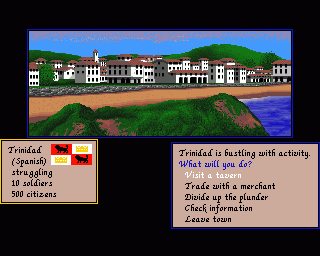 Trinidad
(Spanish)
struggling
10 soldiers
500 citizens
Trinidad is bustling with activity.
What will you do?
Visit a tavern
Trade with a merchant
Divide up the plunder
Check information
Leave town